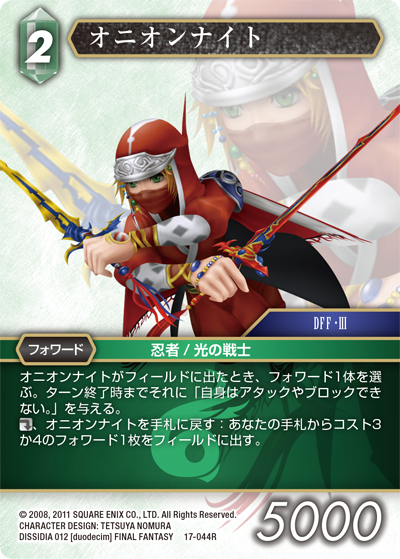 2
オニオンナイト
DFF・III
フォワード
忍者 / 光の戦士
オニオンナイトがフィールドに出たとき、フォワード1体を選
ぶ。ターン終了時までそれに「自身はアタックやブロックでき
ない。」を与える。
、オニオンナイトを手札に戻す：あなたの手札からコスト3
か4のフォワード1枚をフィールドに出す。
© 2008, 2011 SQUARE ENIX CO., LTD. All Rights Reserved.
CHARACTER DESIGN: TETSUYA NOMURA
DISSIDIA 012 [duodecim] FINAL FANTASY 17-044R
5000